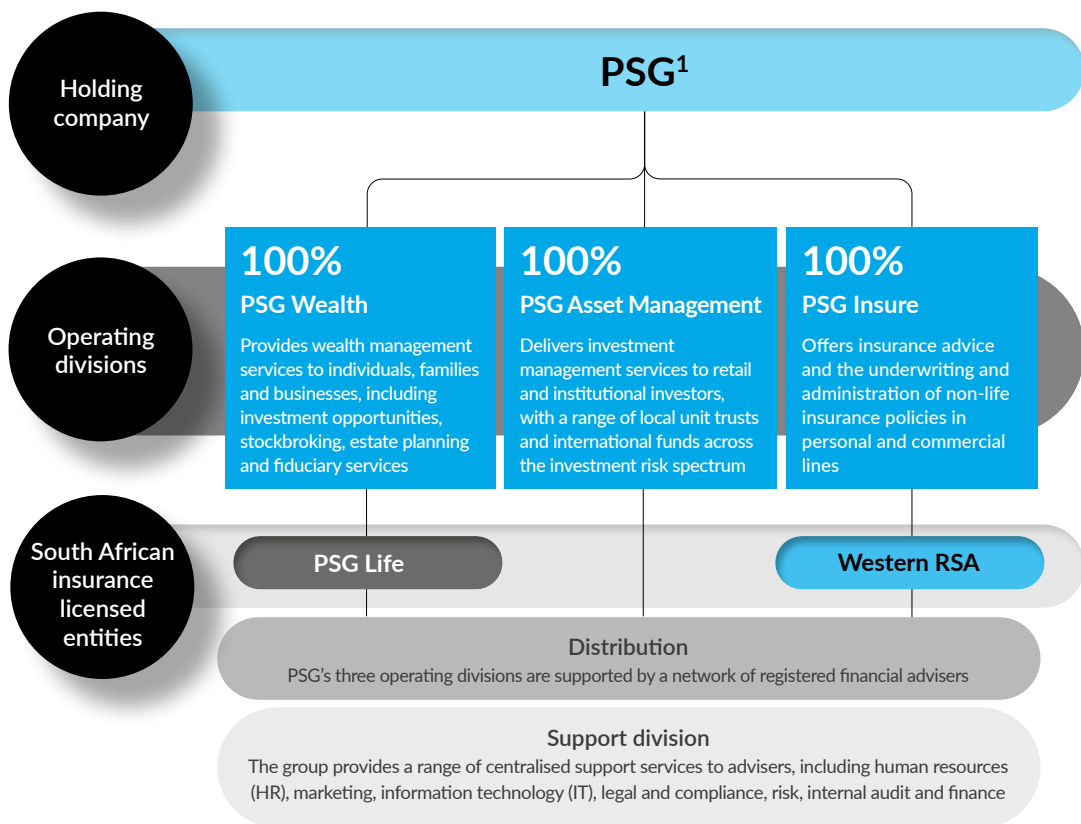 Holding
company
PSG¹
Operating
divisions
100%
PSG Wealth
Provides wealth management
services to individuals, families
and businesses, including
investment opportunities,
stockbroking, estate planning
and fiduciary services
100%
PSG Asset Management
Delivers investment
management services to retail
and institutional investors,
with a range of local unit trusts
and international funds across
the investment risk spectrum
100%
PSG Insure
Offers insurance advice
and the underwriting and
administration of non-life
insurance policies in
personal and commercial
lines
South African
insurance
licensed
entities
PSG Life
Western RSA
Distribution
PSG's three operating divisions are supported by a network of registered financial advisers
Support division
The group provides a range of centralised support services to advisers, including human resources
(HR), marketing, information technology (IT), legal and compliance, risk, internal audit and finance